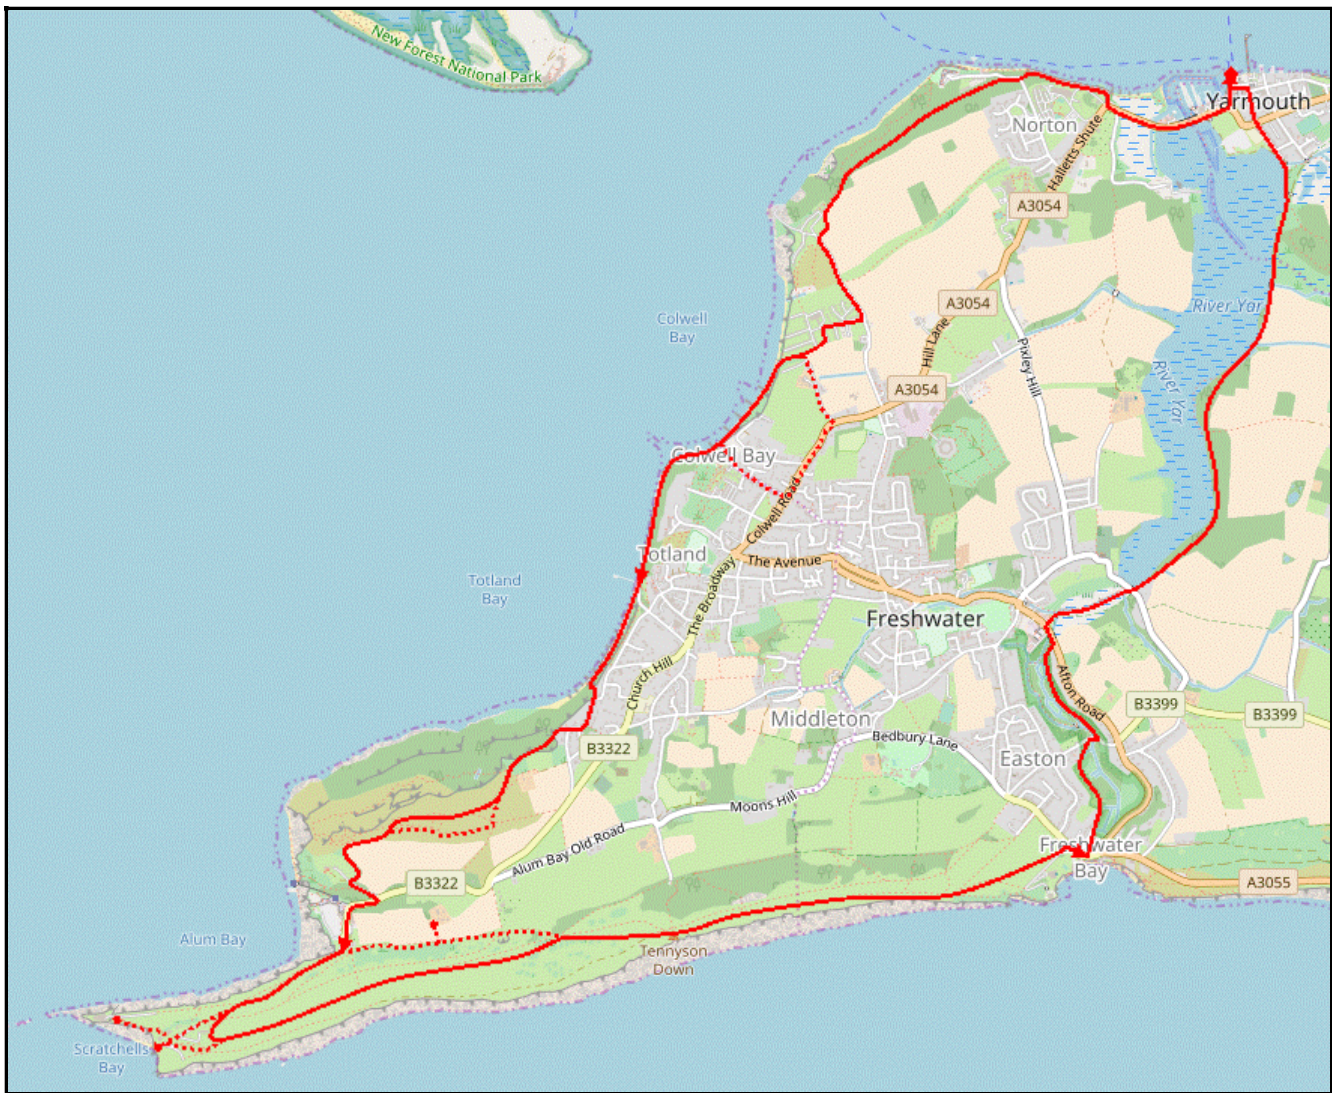 New Forest National Park
Yarmouth
Norton
Halletts Shute
A3054
River Yar
A3054
Colwell
Bay
Hill Lane
Pixley Hill
A3054
River Yar
Colwell Bay
Colwell Road
Totland
The Avenue
Totland
Bay
The Broadway
Freshwater
Church Hill
Afton Road
B3399
B3399
Middleton
Bedbury Lane
B3322
Easton
Moons Hill
Alum Bay Old Road
Freshwater
Bay
B3322
A3055
Alum Bay
Tennyson
Down
Scratchells
Bay